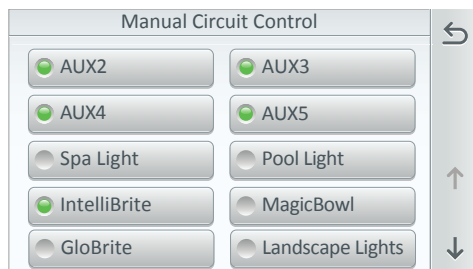 Manual Circuit Control
AUX2
AUX3
AUX4
AUX5
Spa Light
Pool Light
IntelliBrite
MagicBowl
GloBrite
Landscape Lights